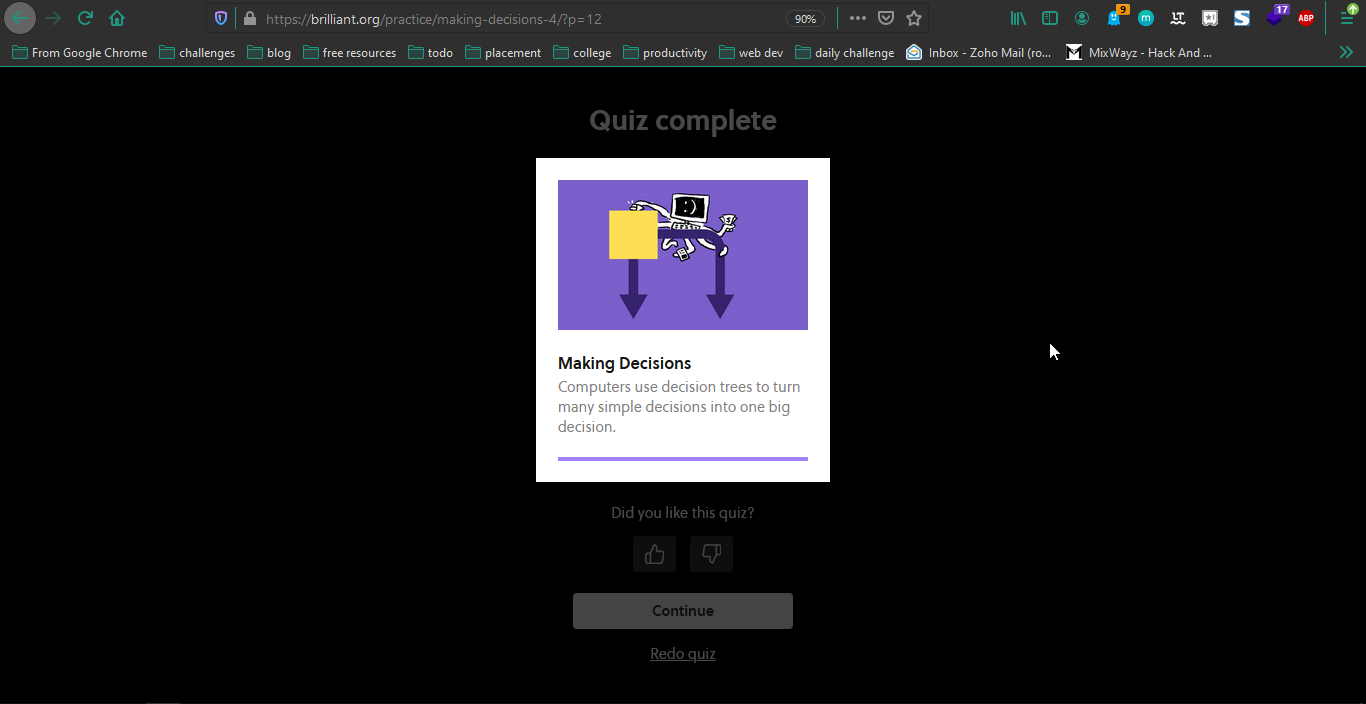 https://brilliant.org/practice/making-decisions-4/?p=12
90%
9
m
LT
S
17
ABP
From Google Chrome
challenges
blog
free resources
todo
placement
college
productivity
web dev
daily challenge
Inbox - Zoho Mail (ro...
MixWayz - Hack And ...
Quiz complete
Making Decisions
Computers use decision trees to turn
many simple decisions into one big
decision.
Did you like this quiz?
Continue
Redo quiz